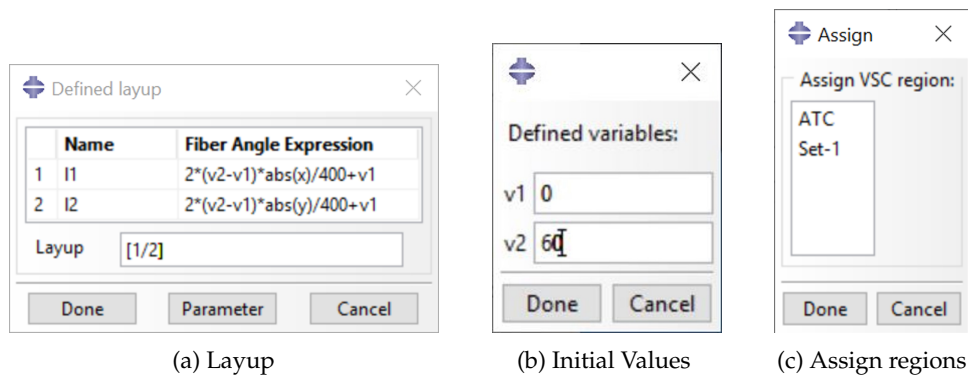 Defined layup
Name Fiber Angle Expression
1 l1 2*(v2-v1)*abs(x)/400+v1
2 l2 2*(v2-v1)*abs(y)/400+v1
Layup [1/2]
Done Parameter Cancel
(a) Layup
Defined variables:
v1 0
v2 60
Done Cancel
(b) Initial Values
Assign
Assign VSC region:
ATC
Set-1
Done Cancel
(c) Assign regions